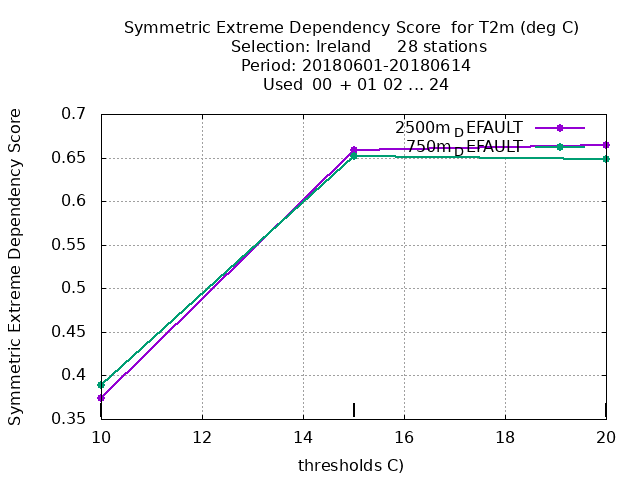 Symmetric Extreme Dependency Score for T2m (deg C)
Selection: Ireland 28 stations
Period: 20180601-20180614
Used 00 + 01 02 ... 24
Symmetric Extreme Dependency Score
0.7
0.65
0.6
0.55
0.5
0.45
0.4
0.35
2500m_DEFAULT
750m_DEFAULT
10 12 14 16 18 20
thresholds C)